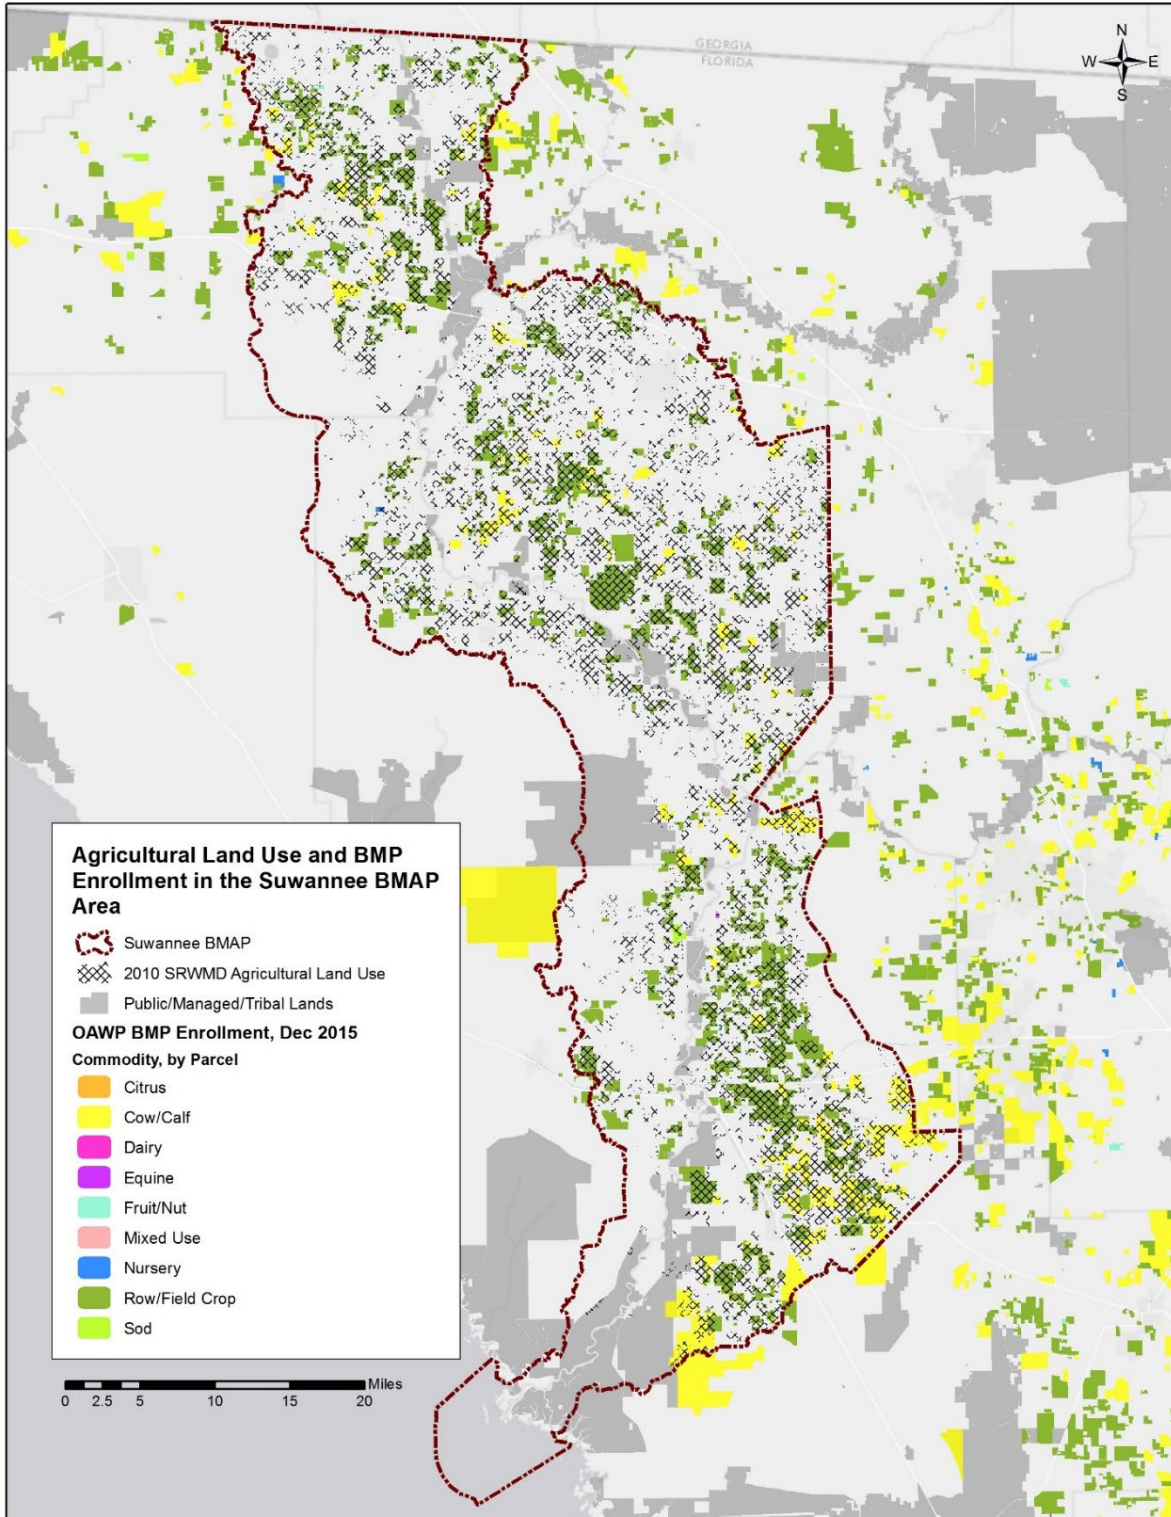 GEORGIA
FLORIDA
N
W E
S
Agricultural Land Use and BMP
Enrollment in the Suwannee BMAP
Area
Suwannee BMAP
2010 SRWMD Agricultural Land Use
Public/Managed/Tribal Lands
OAWP BMP Enrollment, Dec 2015
Commodity, by Parcel
Citrus
Cow/Calf
Dairy
Equine
Fruit/Nut
Mixed Use
Nursery
Row/Field Crop
Sod
Miles
0 2.5 5 10 15 20